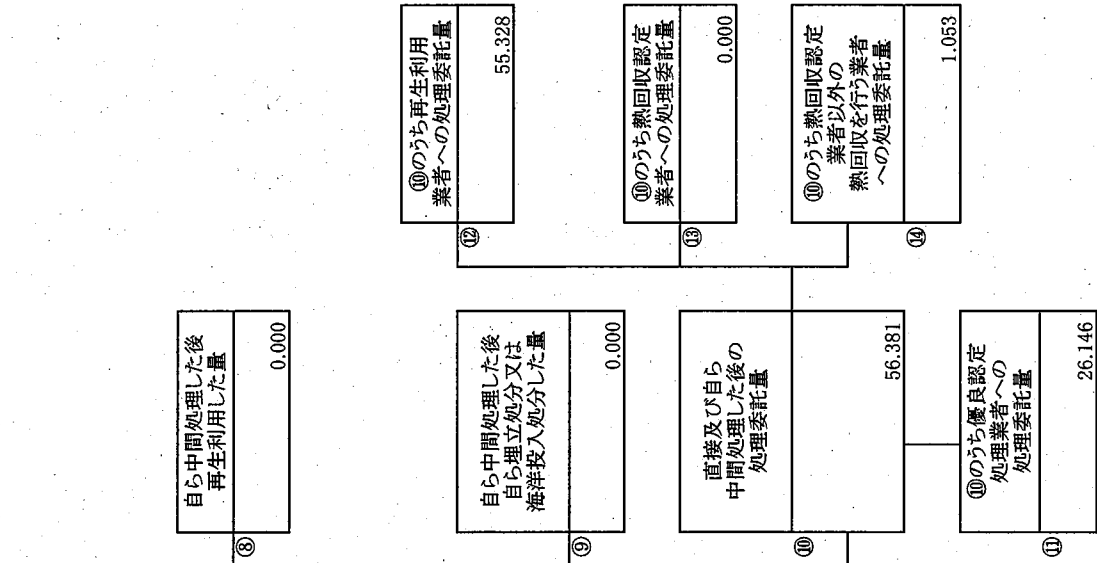 ⑧
自ら中間処理した後
再生利用した量
0.000
⑨
自ら中間処理した後
自ら埋立処分又は
海洋投入処分した量
0.000
⑩
直接及び自ら
中間処理した後の
処理委託量
56.381
⑪
⑩のうち優良認定
処理業者への
処理委託量
26.146
⑫
⑩のうち再生利用
業者への処理委託量
55.328
⑬
⑩のうち熱回収認定
業者への処理委託量
0.000
⑭
⑩のうち熱回収認定
業者以外の
熱回収を行う業者
への処理委託量
1.053